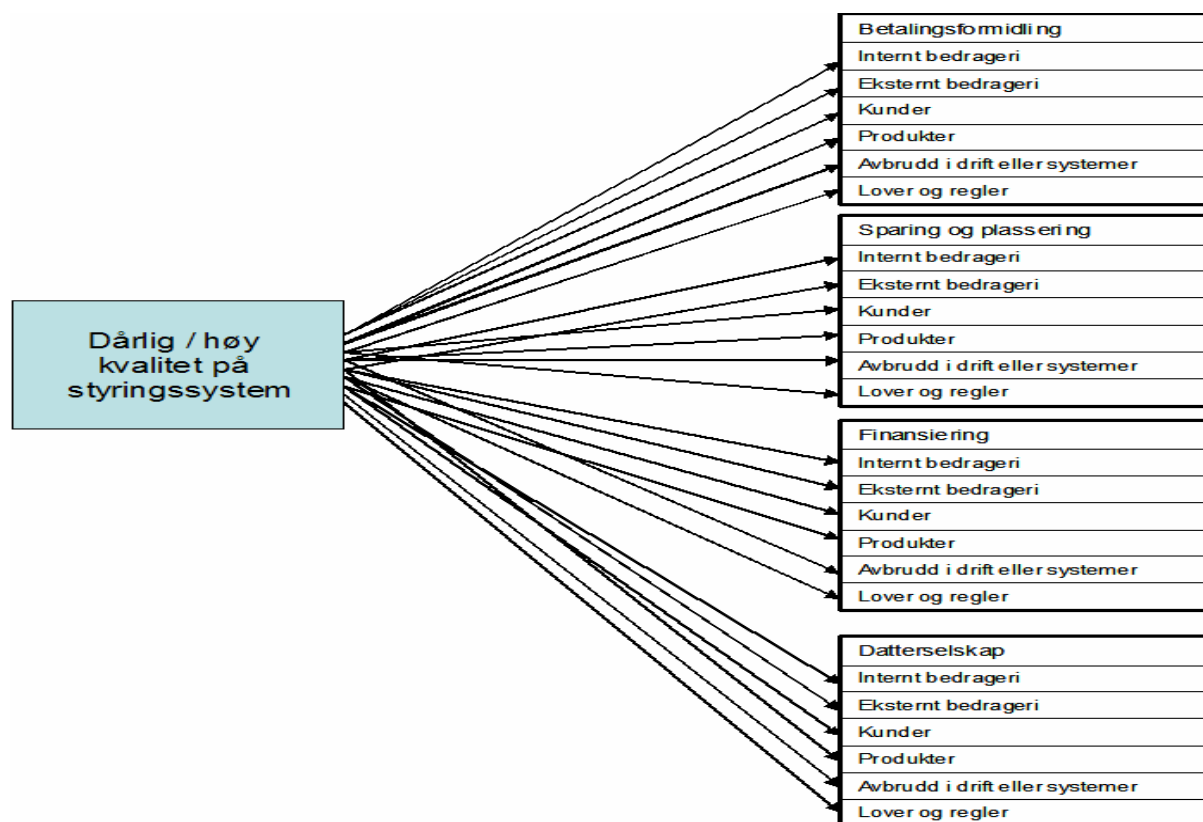 Dårlig / høy
kvalitet på
styringssystem
Betalingsformidling
Internt bedrageri
Eksternt bedrageri
Kunder
Produkter
Avbrudd i drift eller systemer
Lover og regler
Sparing og plassering
Internt bedrageri
Eksternt bedrageri
Kunder
Produkter
Avbrudd i drift eller systemer
Lover og regler
Finansiering
Internt bedrageri
Eksternt bedrageri
Kunder
Produkter
Avbrudd i drift eller systemer
Lover og regler
Datterselskap
Internt bedrageri
Eksternt bedrageri
Kunder
Produkter
Avbrudd i drift eller systemer
Lover og regler